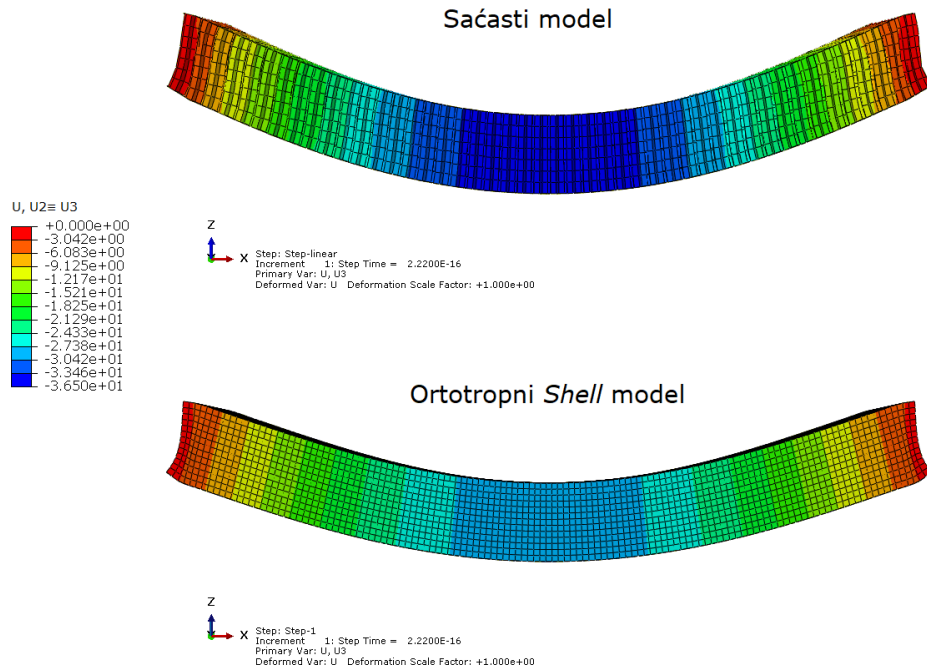 Saćasti model
U, U2≡ U3
+0.000e+00
-3.042e+00
-6.083e+00
-9.125e+00
-1.217e+01
-1.521e+01
-1.825e+01
-2.129e+01
-2.433e+01
-2.738e+01
-3.042e+01
-3.346e+01
-3.650e+01
Z
X
Step: Step-linear
Increment 1: Step Time = 2.2200E-16
Primary Var: U, U3
Deformed Var: U Deformation Scale Factor: +1.000e+00
Ortotropni Shell model
Z
X
Step: Step-1
Increment 1: Step Time = 2.2200E-16
Primary Var: U, U3
Deformed Var: U Deformation Scale Factor: +1.000e+00